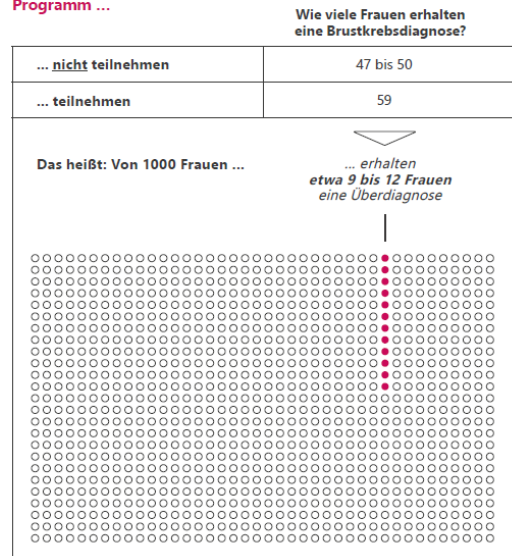 Programm ...
Wie viele Frauen erhalten
eine Brustkrebsdiagnose?
... nicht teilnehmen
47 bis 50
... teilnehmen
59
Das heißt: Von 1000 Frauen ...
... erhalten
etwa 9 bis 12 Frauen
eine Überdiagnose